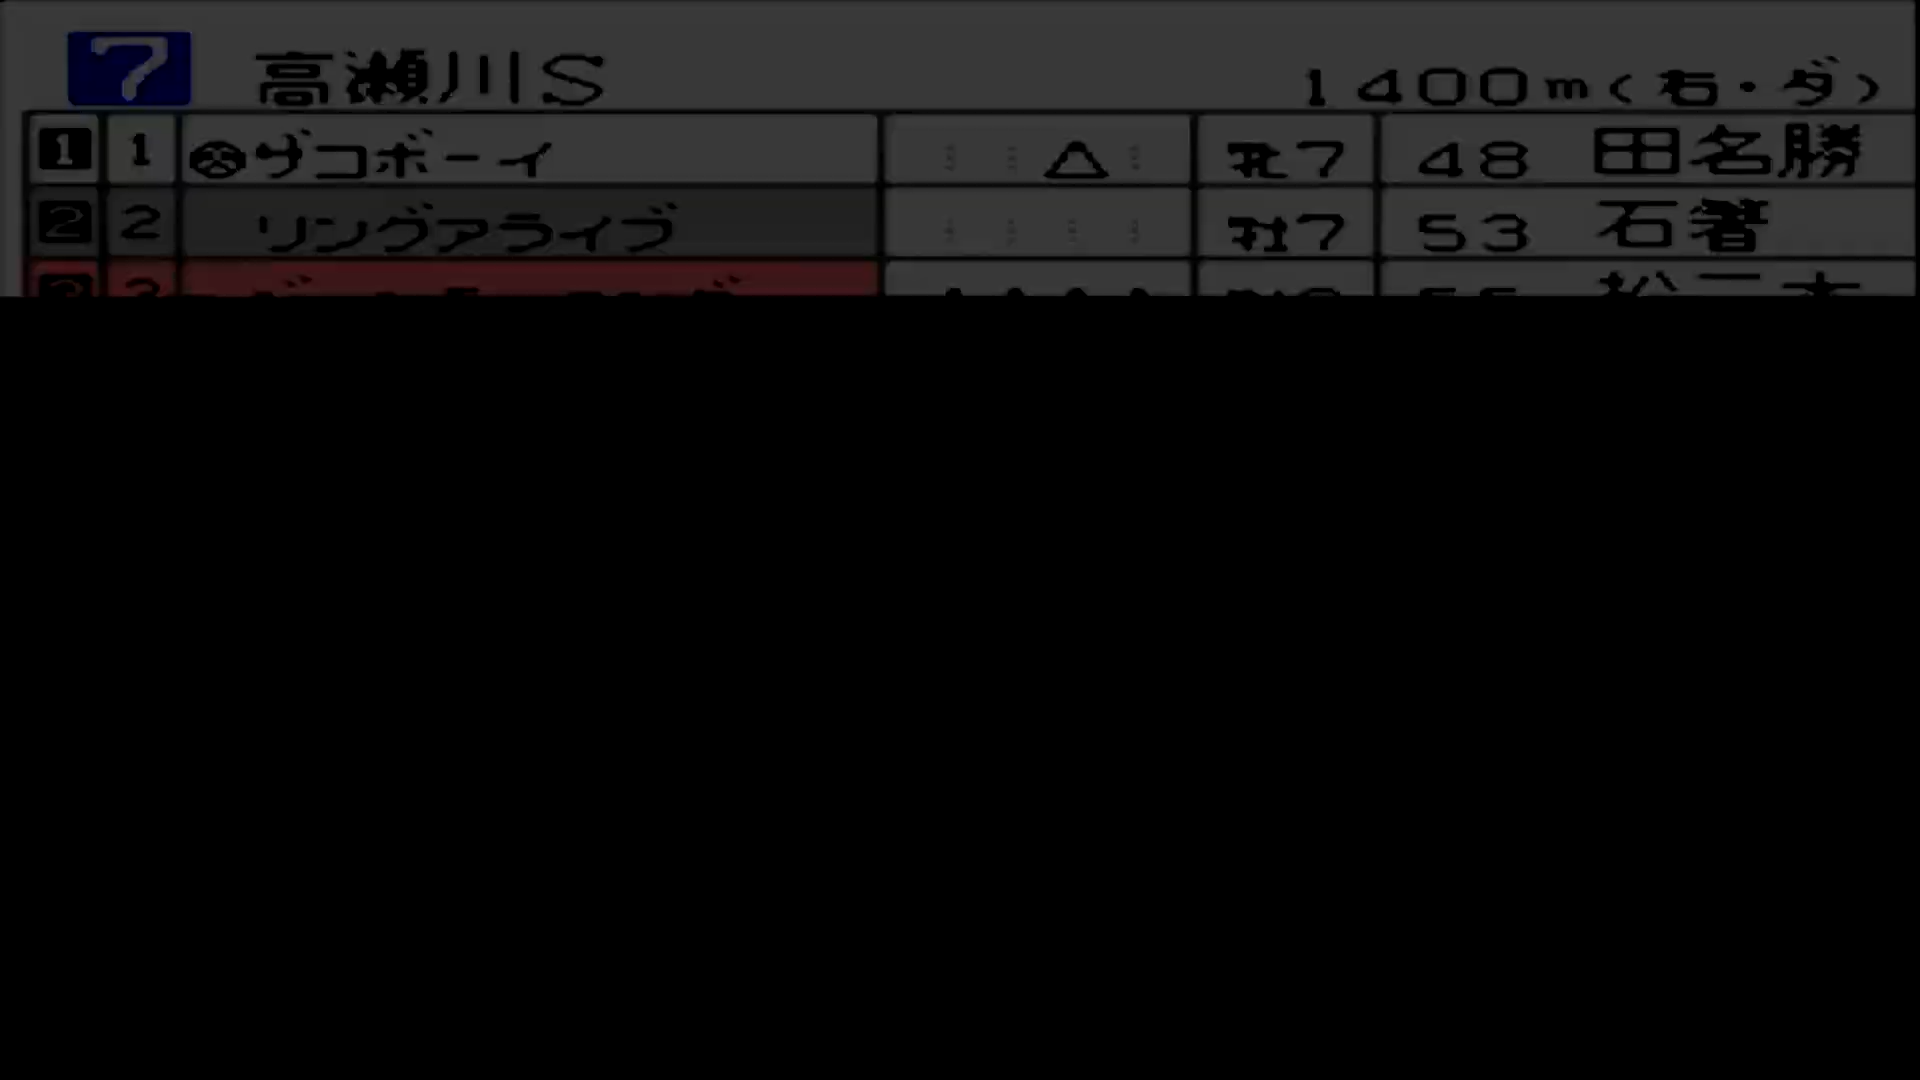 7 高瀬川S 1400m(右・ダ)
1 1 ザコボーイ △ 牡7 48 田名勝
2 2 リングアライブ 牡7 53 石著